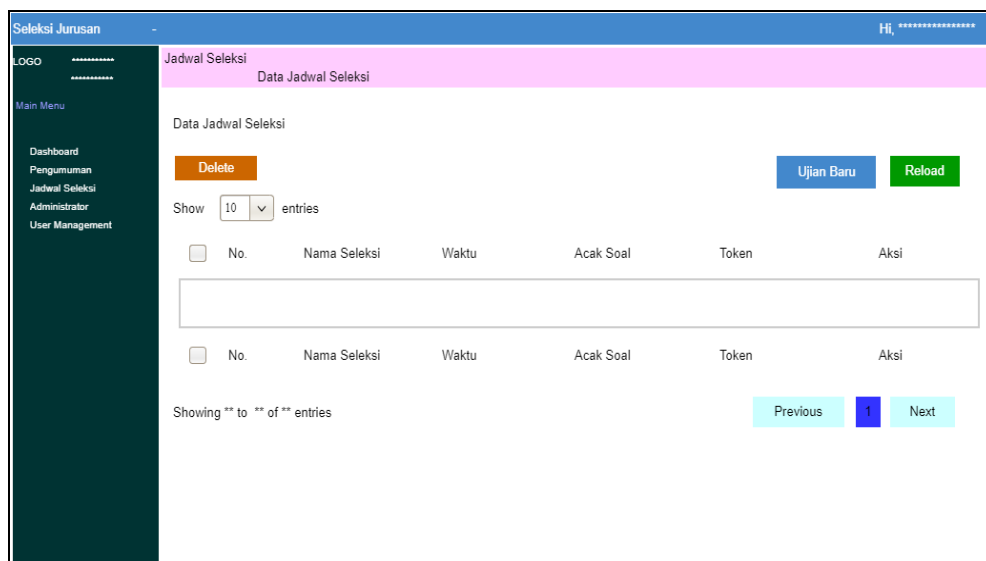 Seleksi Jurusan - Hi, ****************
LOGO ***********
***********
Main Menu
Dashboard
Pengumuman
Jadwal Seleksi
Administrator
User Management
Jadwal Seleksi
Data Jadwal Seleksi
Data Jadwal Seleksi
Delete Ujian Baru Reload
Show 10 entries
No. Nama Seleksi Waktu Acak Soal Token Aksi
No. Nama Seleksi Waktu Acak Soal Token Aksi
Showing ** to ** of ** entries Previous 1 Next